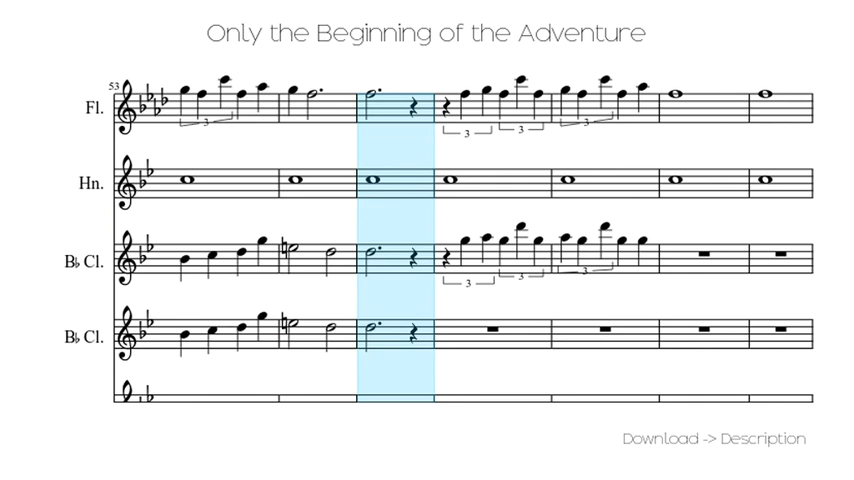 Only the Beginning of the Adventure
53
Fl.
3
3
3
3
Hn.
B♭ Cl.
3
3
3
B♭ Cl.
Download -> Description